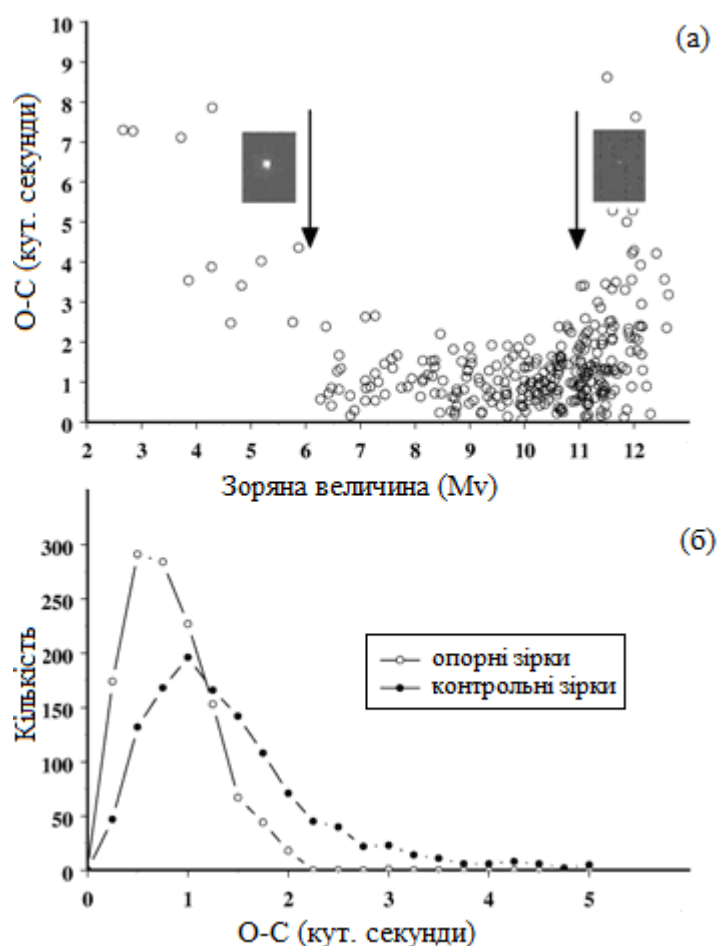 (а)
10
9
8
7
6
5
4
3
2
1
0
О-С (кут. секунди)
2 3 4 5 6 7 8 9 10 11 12
Зоряна величина (Mv)
(б)
300
250
200
150
100
50
0
Кількість
опорні зірки
контрольні зірки
0 1 2 3 4 5
О-С (кут. секунди)